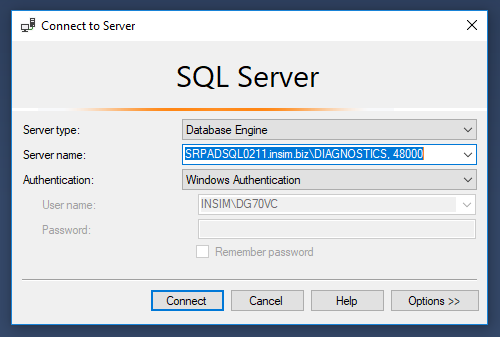 Connect to Server
SQL Server
Server type: Database Engine
Server name: SRPADSQL0211.insim.biz\DIAGNOSTICS, 48000
Authentication: Windows Authentication
User name: INSIM\DG70VC
Password:
Remember password
Connect Cancel Help Options >>